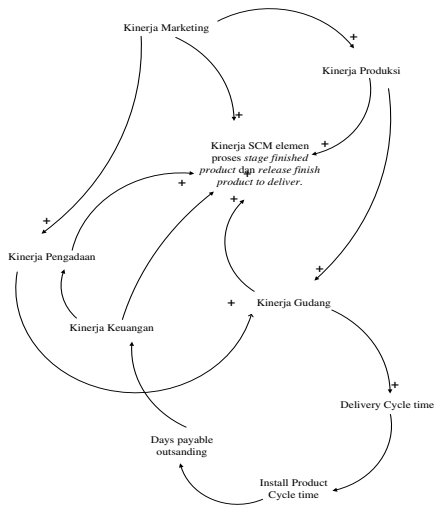 Kinerja Marketing
+
Kinerja Produksi
+
Kinerja SCM elemen
proses stage finished
product dan release finish
product to deliver.
+
+
+
+
+
Kinerja Pengadaan
+
+
Kinerja Gudang
Kinerja Keuangan
+
Delivery Cycle time
Days payable
outsanding
Install Product
Cycle time